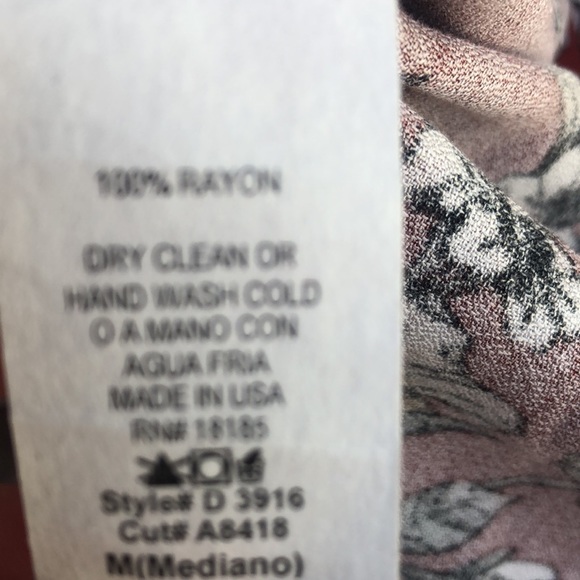 100% RAYON
DRY CLEAN OR
HAND WASH COLD
O A MANO CON
AGUA FRIA
MADE IN USA
RN# 18185
Style# D 3916
Cut# A8418
M(Mediano)